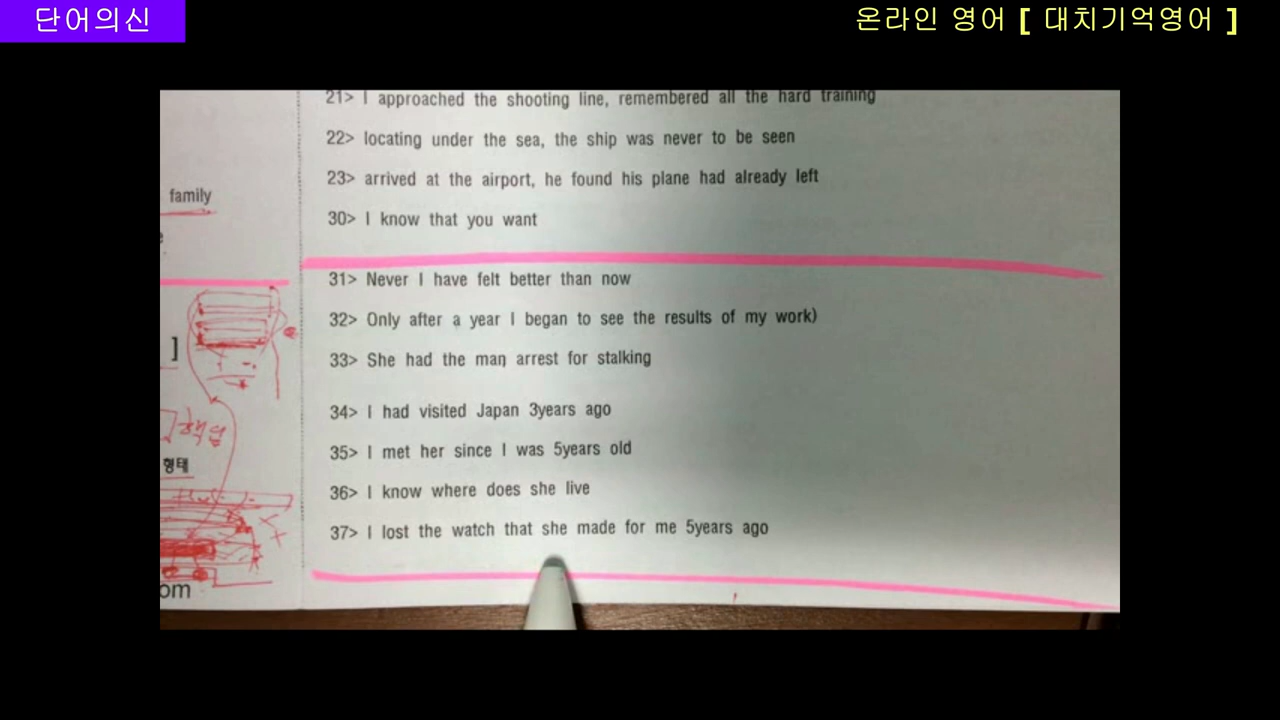 단어의신
온라인 영어 [ 대치기억영어 ]
21> I approached the shooting line, remembered all the hard training
22> locating under the sea, the ship was never to be seen
23> arrived at the airport, he found his plane had already left
family
30> I know that you want
31> Never I have felt better than now
32> Only after a year I began to see the results of my work)
33> She had the man arrest for stalking
]
34> I had visited Japan 3years ago
35> I met her since I was 5years old
형태
36> I know where does she live
37> I lost the watch that she made for me 5years ago
om